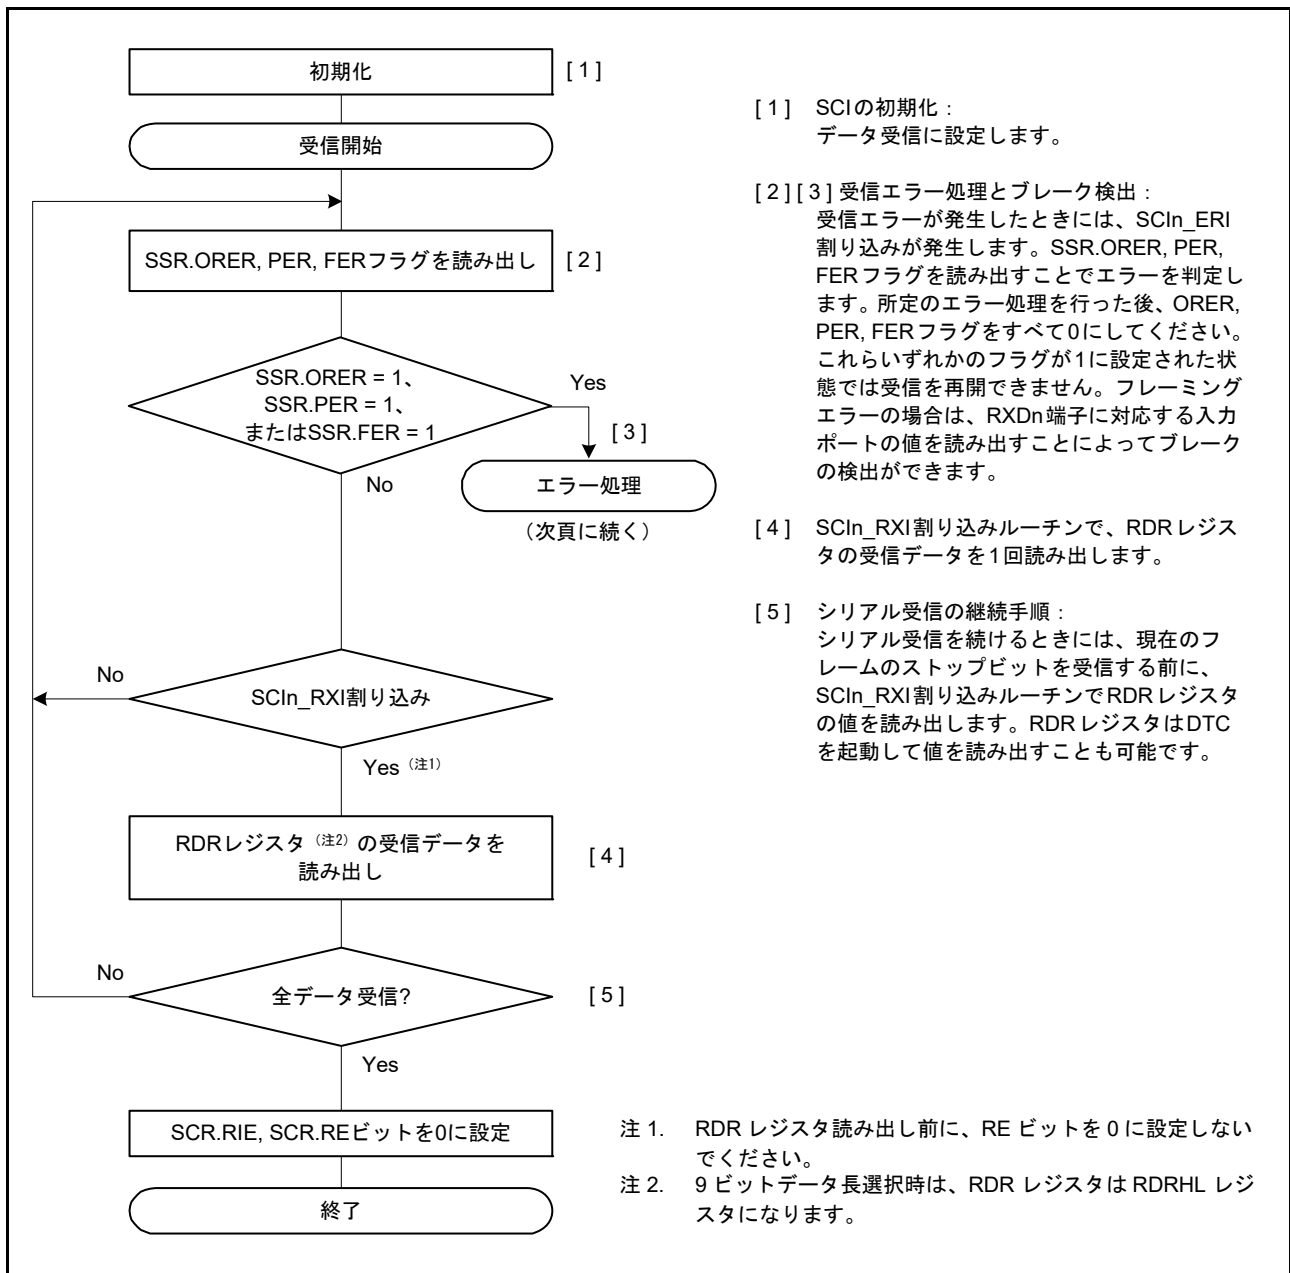 初期化
[ 1 ]
受信開始
SSR.ORER, PER, FERフラグを読み出し
[ 2 ]
SSR.ORER = 1、
SSR.PER = 1、
またはSSR.FER = 1
Yes
[ 3 ]
No
エラー処理
（次頁に続く）
No
SCIn_RXI割り込み
Yes（注1）
RDRレジスタ（注2）の受信データを
読み出し
[ 4 ]
No
全データ受信?
[ 5 ]
Yes
SCR.RIE, SCR.REビットを0に設定
終了
[ 1 ] SCIの初期化：
データ受信に設定します。
[ 2 ] [ 3 ] 受信エラー処理とブレーク検出：
受信エラーが発生したときには、SCIn_ERI
割り込みが発生します。SSR.ORER, PER,
FERフラグを読み出すことでエラーを判定し
ます。所定のエラー処理を行った後、ORER,
PER, FERフラグをすべて0にしてください。
これらいずれかのフラグが1に設定された状
態では受信を再開できません。フレーミング
エラーの場合は、RXDn端子に対応する入力
ポートの値を読み出すことによってブレーク
の検出ができます。
[ 4 ] SCIn_RXI割り込みルーチンで、RDRレジス
タの受信データを1回読み出します。
[ 5 ] シリアル受信の継続手順：
シリアル受信を続けるときには、現在のフ
レームのストップビットを受信する前に、
SCIn_RXI割り込みルーチンでRDRレジスタ
の値を読み出します。RDRレジスタはDTC
を起動して値を読み出すことも可能です。
注 1. RDR レジスタ読み出し前に、RE ビットを 0 に設定しない
でください。
注 2. 9 ビットデータ長選択時は、RDR レジスタは RDRHL レジ
スタになります。